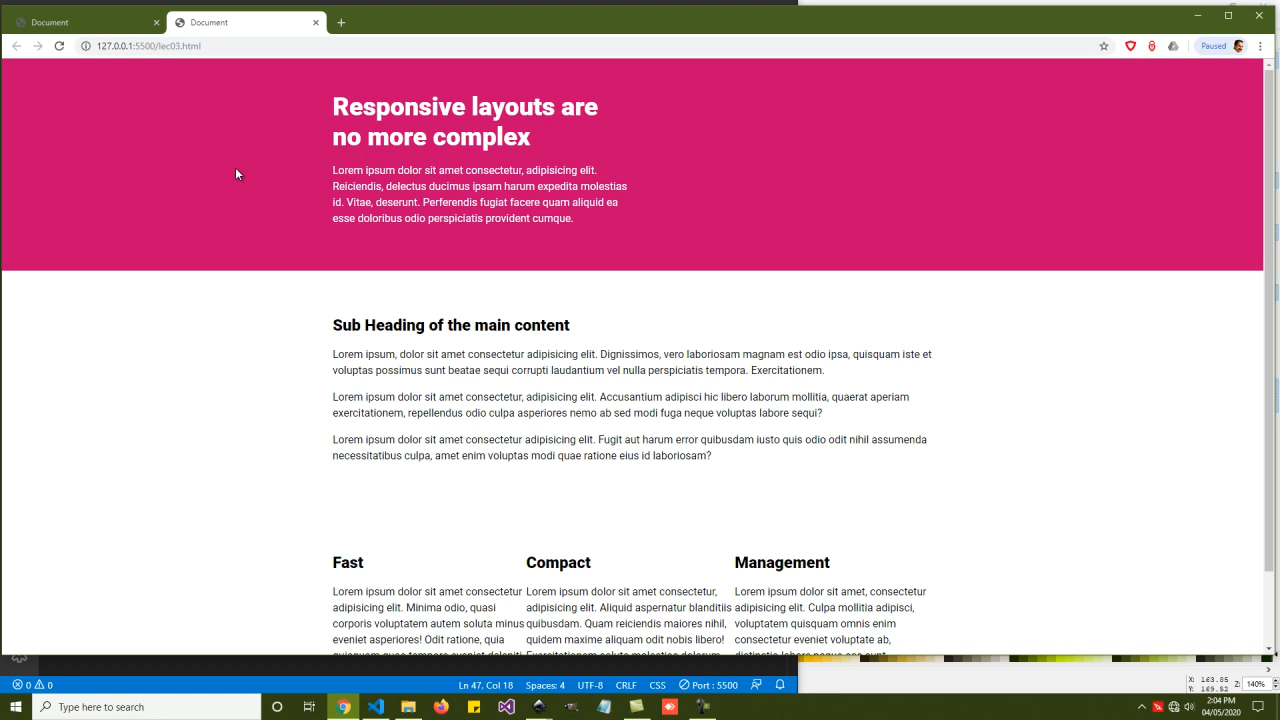 Document
Document
127.0.0.1:5500/lec03.html
Paused
Responsive layouts are
no more complex
Lorem ipsum dolor sit amet consectetur, adipisicing elit.
Reiciendis, delectus ducimus ipsam harum expedita molestias
id. Vitae, deserunt. Perferendis fugiat facere quam aliquid ea
esse doloribus odio perspiciatis provident cumque.
Sub Heading of the main content
Lorem ipsum, dolor sit amet consectetur adipisicing elit. Dignissimos, vero laboriosam magnam est odio ipsa, quisquam iste et
voluptas possimus sunt beatae sequi corrupti laudantium vel nulla perspiciatis tempora. Exercitationem.
Lorem ipsum dolor sit amet consectetur, adipisicing elit. Accusantium adipisci hic libero laborum mollitia, quaerat aperiam
exercitationem, repellendus odio culpa asperiores nemo ab sed modi fuga neque voluptas labore sequi?
Lorem ipsum dolor sit amet consectetur adipisicing elit. Fugit aut harum error quibusdam iusto quis odio odit nihil assumenda
necessitatibus culpa, amet enim voluptas modi quae ratione eius id laboriosam?
Fast
Lorem ipsum dolor sit amet consectetur
adipisicing elit. Minima odio, quasi
corporis voluptatem autem soluta minus
eveniet asperiores! Odit ratione, quia
Compact
Lorem ipsum dolor sit amet consectetur,
adipisicing elit. Aliquid aspernatur blanditiis
quibusdam. Quam reiciendis maiores nihil,
quidem maxime aliquam odit nobis libero!
Management
Lorem ipsum dolor sit amet, consectetur
adipisicing elit. Culpa mollitia adipisci,
voluptatem quisquam omnis enim
consectetur eveniet voluptate ab,
0 0 Ln 47, Col 18 Spaces: 4 UTF-8 CRLF CSS Port : 5500
X: 163.85
Y: 169.52
Z: 140%
Type here to search
2:04 PM
04/05/2020